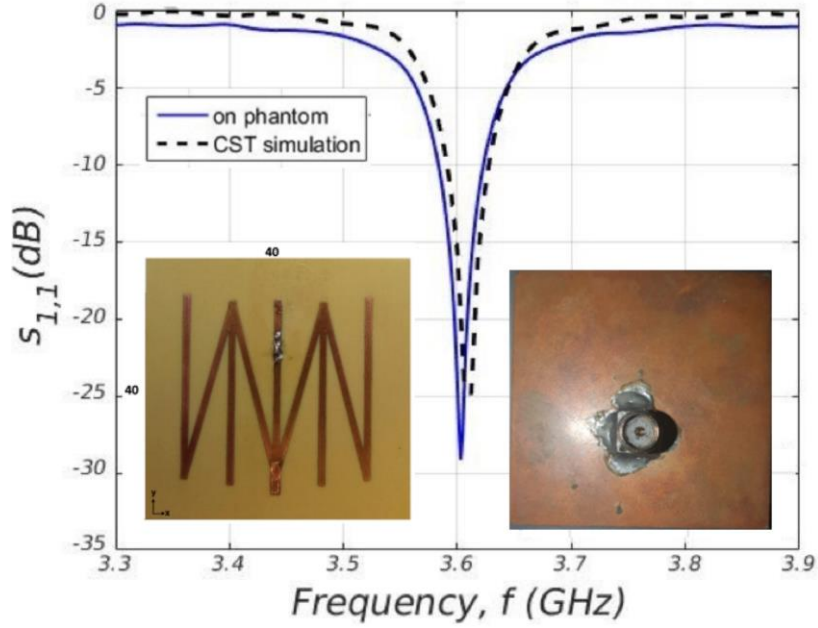 0
-5
-10
-15
-20
-25
-30
-35
s1,1(dB)
on phantom
CST simulation
40
40
y
x
3.3 3.4 3.5 3.6 3.7 3.8 3.9
Frequency, f (GHz)